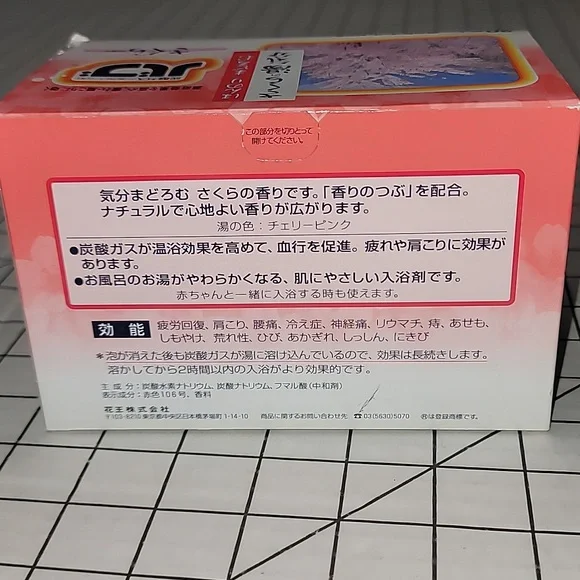 バブ
この部分を切りとって
開けてください。
気分まどろむ さくらの香りです。「香りのつぶ」を配合。
ナチュラルで心地よい香りが広がります。
湯の色：チェリーピンク
●炭酸ガスが温浴効果を高めて、血行を促進。疲れや肩こりに効果が
あります。
●お風呂のお湯がやわらかくなる、肌にやさしい入浴剤です。
赤ちゃんと一緒に入浴する時も使えます。
効能 疲労回復、肩こり、腰痛、冷え症、神経痛、リウマチ、痔、あせも、
しもやけ、荒れ性、ひび、あかぎれ、しっしん、にきび
＊泡が消えた後も炭酸ガスが湯に溶け込んでいるので、効果は長続きします。
溶かしてから2時間以内の入浴がより効果的です。
主成分：炭酸水素ナトリウム、炭酸ナトリウム、フマル酸（中和剤）
表示成分：赤色106号、香料
花王株式会社
〒103-8210 東京都中央区日本橋茅場町1-14-10 商品に関するお問い合わせ先 ☎03(5630)5070 ®は登録商標です。